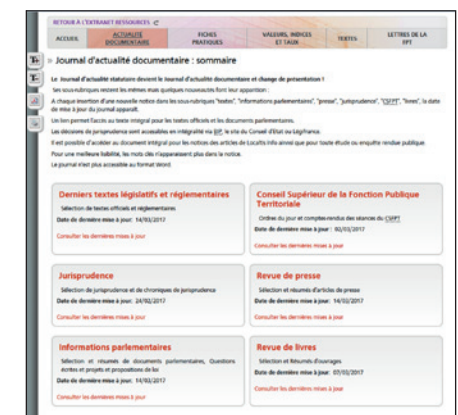 RETOUR À L'EXTRANET RESSOURCES
ACCUEIL
ACTUALITÉ DOCUMENTAIRE
FICHES PRATIQUES
VALEURS, INDICES ET TAUX
TEXTES
LETTRES DE LA FPT
» Journal d'actualité documentaire : sommaire
Le Journal d'actualité statutaire devient le Journal d'actualité documentaire et change de présentation !
Ses sous-rubriques restent les mêmes mais quelques nouveautés font leur apparition :
A chaque insertion d'une nouvelle notice dans les sous-rubriques "textes", "informations parlementaires", "presse", "jurisprudence", "CSFPT", "livres", la date de mise à jour du journal apparaît.
Un lien permet l'accès au texte intégral pour les textes officiels et les documents parlementaires.
Les décisions de jurisprudence sont accessibles en intégralité via BIP, le site du Conseil d'État ou Légifrance.
Il est possible d'accéder au document intégral pour les notices des articles de Localtis info ainsi que pour toute étude ou enquête rendue publique.
Pour une meilleure lisibilité, les mots clés n'apparaissent plus dans la notice.
Le journal n'est plus accessible au format Word.
Derniers textes législatifs et réglementaires
Sélection de textes officiels et réglementaires
Date de dernière mise à jour: 14/03/2017
Consulter les dernières mises à jour
Conseil Supérieur de la Fonction Publique Territoriale
Ordres du jour et comptes-rendus des séances du CSFPT
Date de dernière mise à jour : 02/03/2017
Consulter les dernières mises à jour
Jurisprudence
Sélection de jurisprudence et de chroniques de jurisprudence
Date de dernière mise à jour: 24/02/2017
Consulter les dernières mises à jour
Revue de presse
Sélection et résumés d'articles de presse
Date de dernière mise à jour: 14/03/2017
Consulter les dernières mises à jour
Informations parlementaires
Sélection et résumés de documents parlementaires, Questions écrites et projets et propositions de loi
Date de dernière mise à jour: 14/03/2017
Consulter les dernières mises à jour
Revue de livres
Sélection et Résumés d'ouvrages
Date de dernière mise à jour: 07/03/2017
Consulter les dernières mises à jour